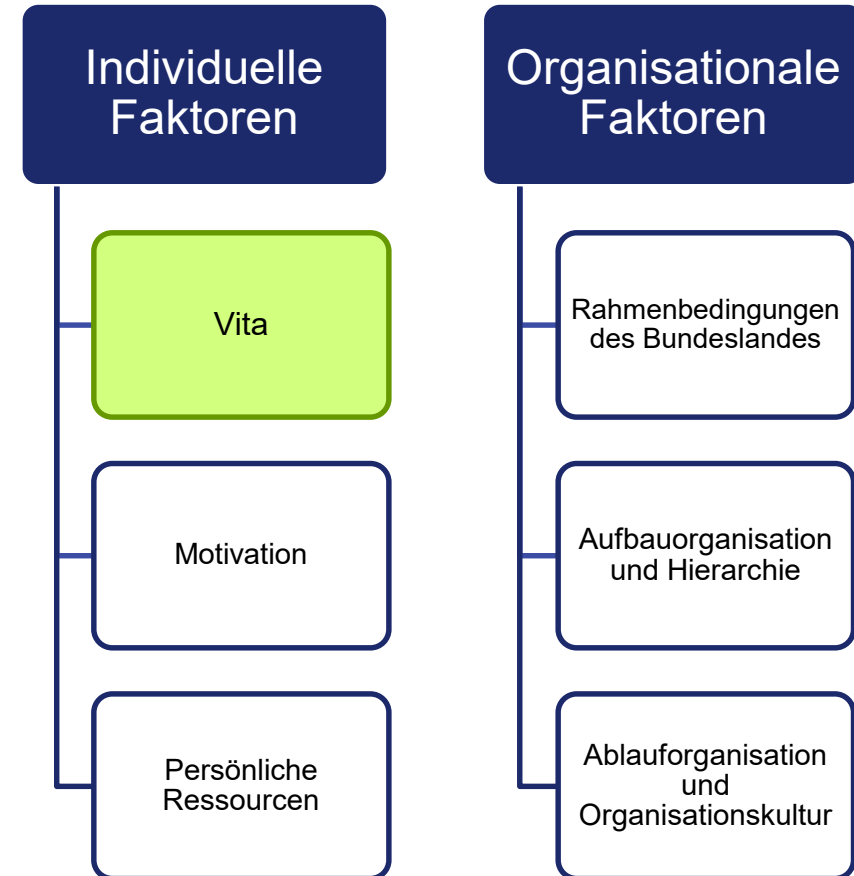 Individuelle
Faktoren
Vita
Motivation
Persönliche
Ressourcen
Organisationale
Faktoren
Rahmenbedingungen
des Bundeslandes
Aufbauorganisation
und Hierarchie
Ablauforganisation
und
Organisationskultur